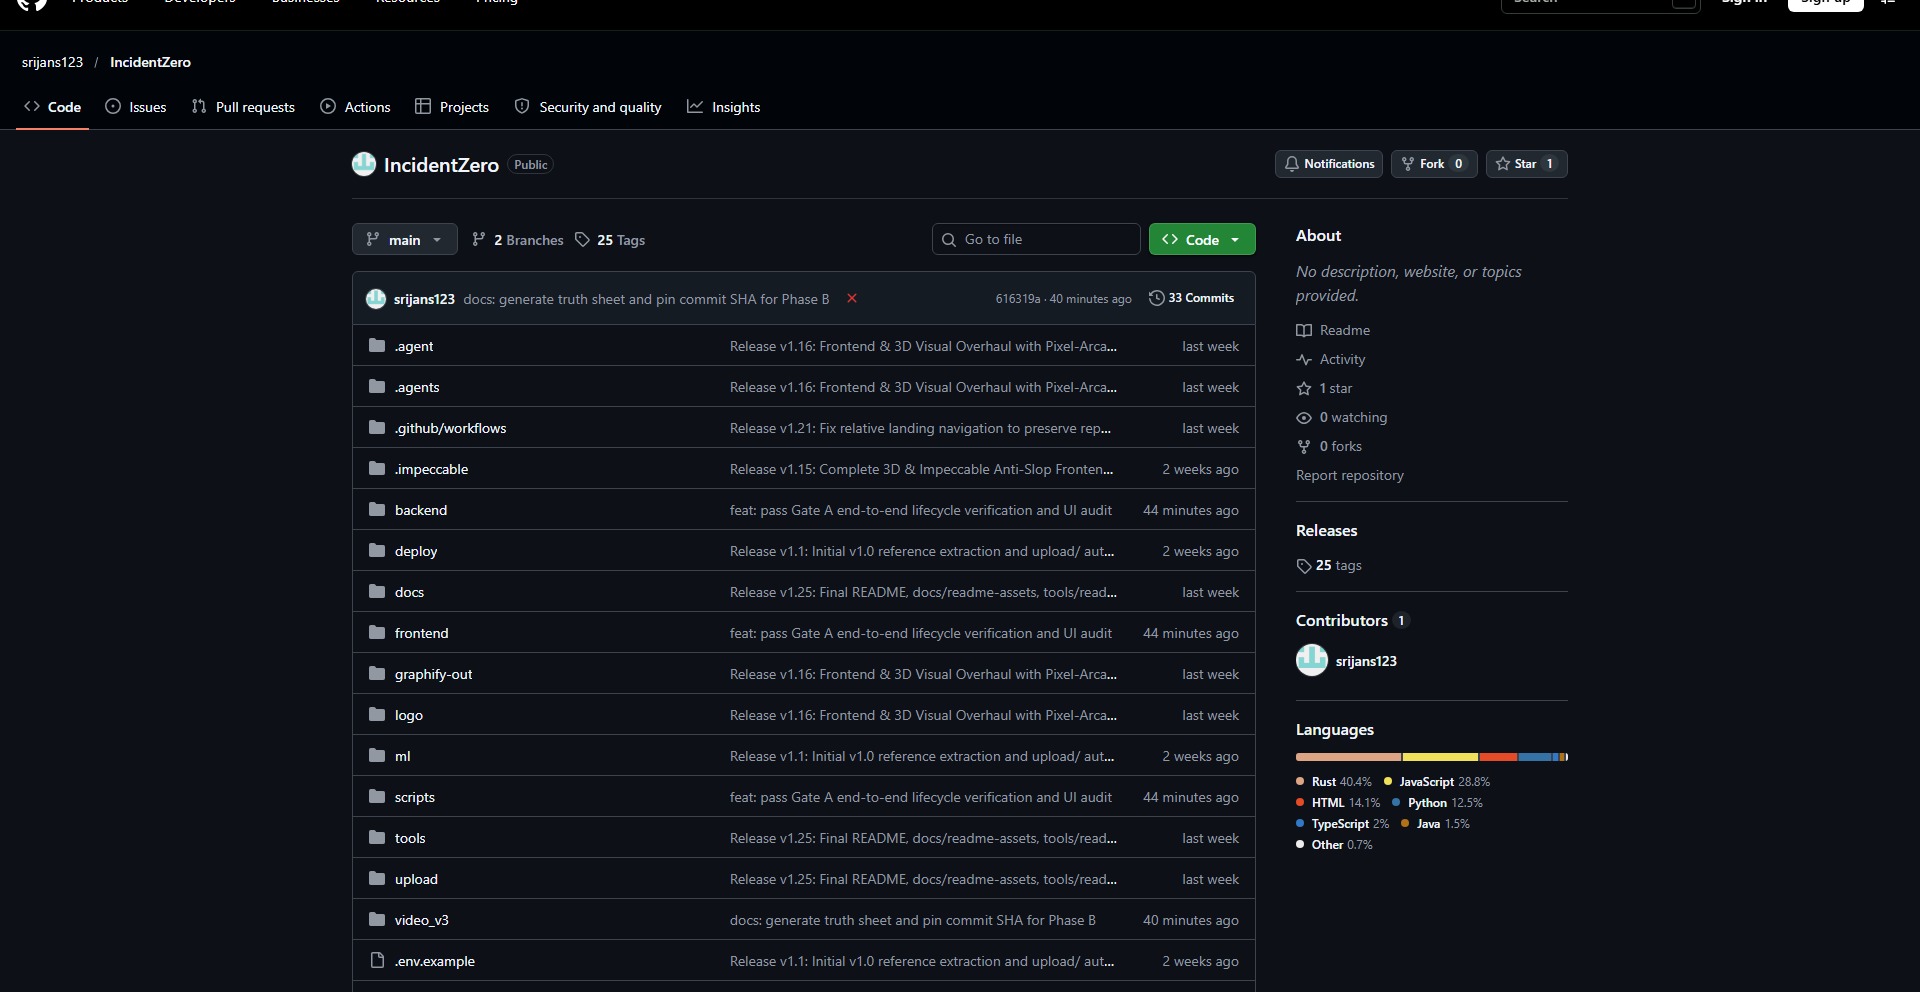 Products Developers Businesses Resources Pricing Search Sign in Sign up
srijans123 / IncidentZero
Code Issues Pull requests Actions Projects Security and quality Insights
IncidentZero Public
Notifications Fork 0 Star 1
main 2 Branches 25 Tags Go to file Code
srijans123 docs: generate truth sheet and pin commit SHA for Phase B 616319a · 40 minutes ago 33 Commits
.agent Release v1.16: Frontend & 3D Visual Overhaul with Pixel-Arca... last week
.agents Release v1.16: Frontend & 3D Visual Overhaul with Pixel-Arca... last week
.github/workflows Release v1.21: Fix relative landing navigation to preserve rep... last week
.impeccable Release v1.15: Complete 3D & Impeccable Anti-Slop Fronten... 2 weeks ago
backend feat: pass Gate A end-to-end lifecycle verification and UI audit 44 minutes ago
deploy Release v1.1: Initial v1.0 reference extraction and upload/ aut... 2 weeks ago
docs Release v1.25: Final README, docs/readme-assets, tools/read... last week
frontend feat: pass Gate A end-to-end lifecycle verification and UI audit 44 minutes ago
graphify-out Release v1.16: Frontend & 3D Visual Overhaul with Pixel-Arca... last week
logo Release v1.16: Frontend & 3D Visual Overhaul with Pixel-Arca... last week
ml Release v1.1: Initial v1.0 reference extraction and upload/ aut... 2 weeks ago
scripts feat: pass Gate A end-to-end lifecycle verification and UI audit 44 minutes ago
tools Release v1.25: Final README, docs/readme-assets, tools/read... last week
upload Release v1.25: Final README, docs/readme-assets, tools/read... last week
video_v3 docs: generate truth sheet and pin commit SHA for Phase B 40 minutes ago
.env.example Release v1.1: Initial v1.0 reference extraction and upload/ aut... 2 weeks ago
About
No description, website, or topics
provided.
Readme
Activity
1 star
0 watching
0 forks
Report repository
Releases
25 tags
Contributors 1
srijans123
Languages
Rust 40.4% JavaScript 28.8%
HTML 14.1% Python 12.5%
TypeScript 2% Java 1.5%
Other 0.7%